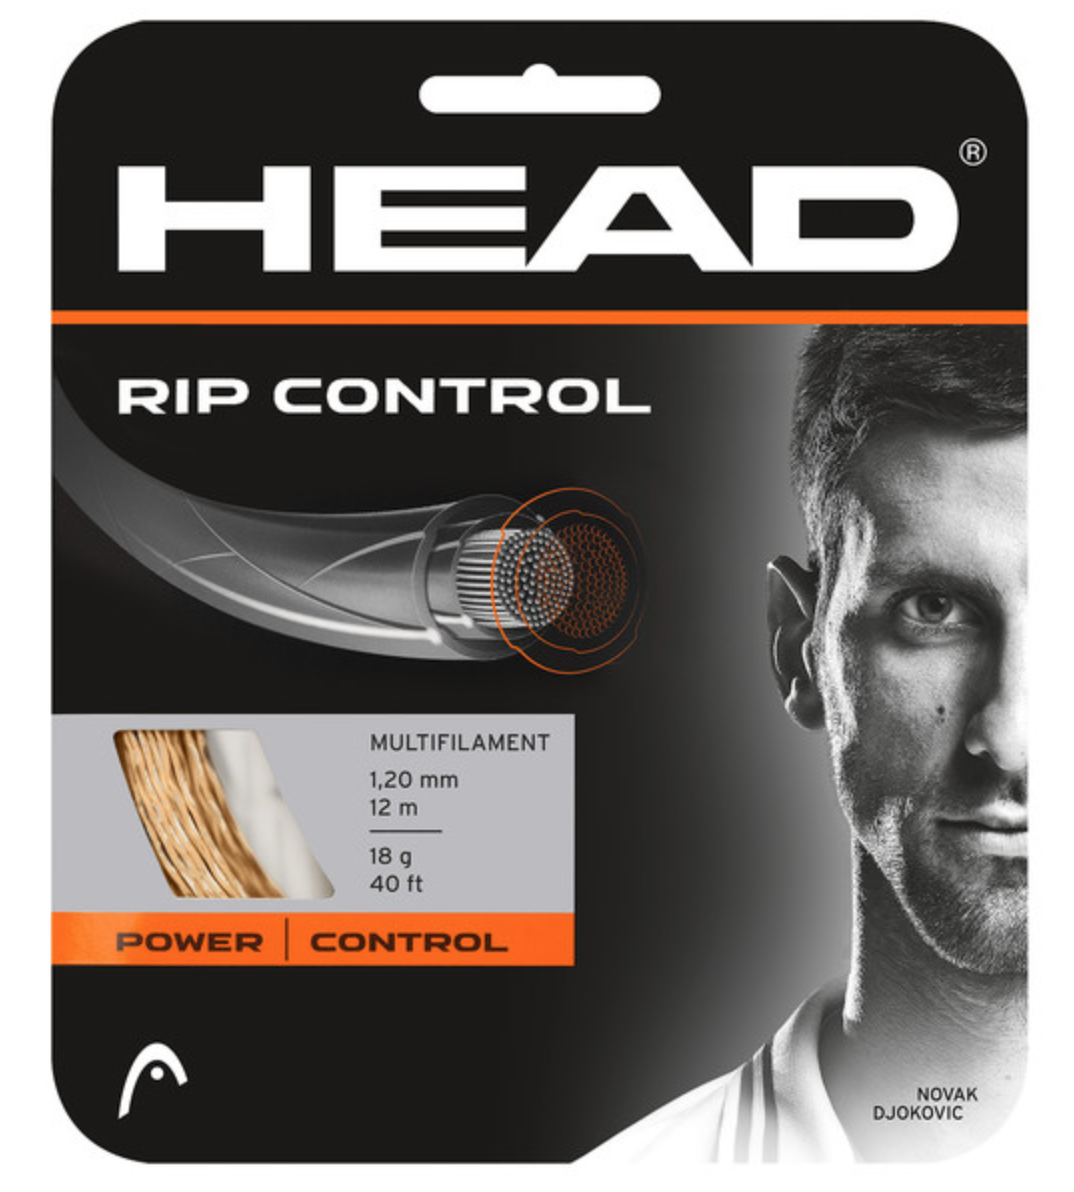 HEAD®
RIP CONTROL
MULTIFILAMENT
1,20 mm
12 m
18 g
40 ft
POWER | CONTROL
NOVAK
DJOKOVIC